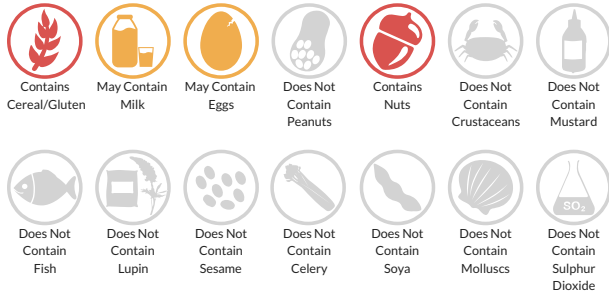 Contains
Cereal/Gluten
May Contain
Milk
May Contain
Eggs
Does Not
Contain
Peanuts
Contains
Nuts
Does Not
Contain
Crustaceans
Does Not
Contain
Mustard
Does Not
Contain
Fish
Does Not
Contain
Lupin
Does Not
Contain
Sesame
Does Not
Contain
Celery
Does Not
Contain
Soya
Does Not
Contain
Molluscs
SO₂
Does Not
Contain
Sulphur
Dioxide